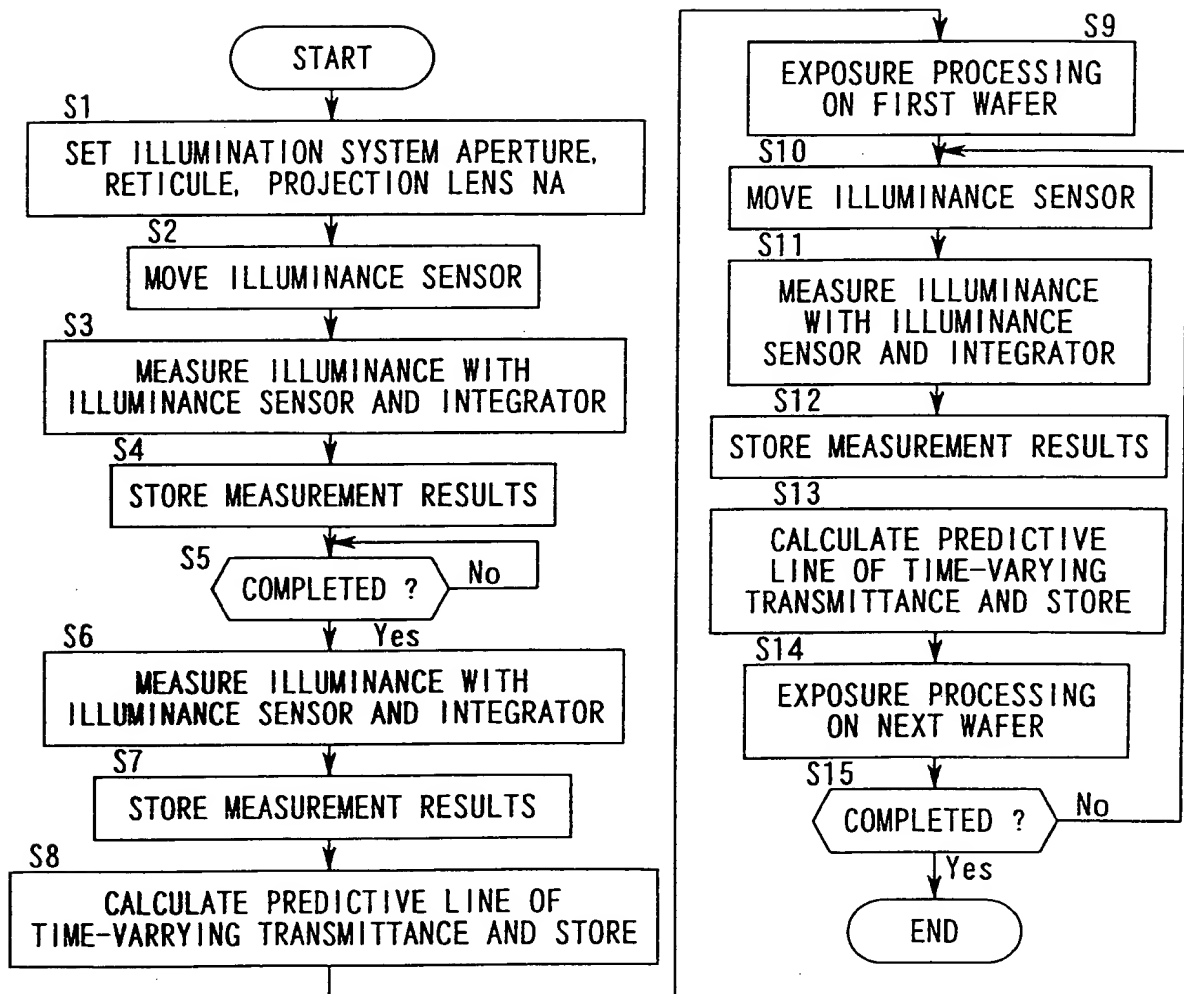 START
S1
SET ILLUMINATION SYSTEM APERTURE,
RETICULE, PROJECTION LENS NA
S2
MOVE ILLUMINANCE SENSOR
S3
MEASURE ILLUMINANCE WITH
ILLUMINANCE SENSOR AND INTEGRATOR
S4
STORE MEASUREMENT RESULTS
S5
COMPLETED ?
No
Yes
S6
MEASURE ILLUMINANCE WITH
ILLUMINANCE SENSOR AND INTEGRATOR
S7
STORE MEASUREMENT RESULTS
S8
CALCULATE PREDICTIVE LINE OF
TIME-VARRYING TRANSMITTANCE AND STORE
S9
EXPOSURE PROCESSING
ON FIRST WAFER
S10
MOVE ILLUMINANCE SENSOR
S11
MEASURE ILLUMINANCE
WITH ILLUMINANCE
SENSOR AND INTEGRATOR
S12
STORE MEASUREMENT RESULTS
S13
CALCULATE PREDICTIVE
LINE OF TIME-VARYING
TRANSMITTANCE AND STORE
S14
EXPOSURE PROCESSING
ON NEXT WAFER
S15
COMPLETED ?
No
Yes
END